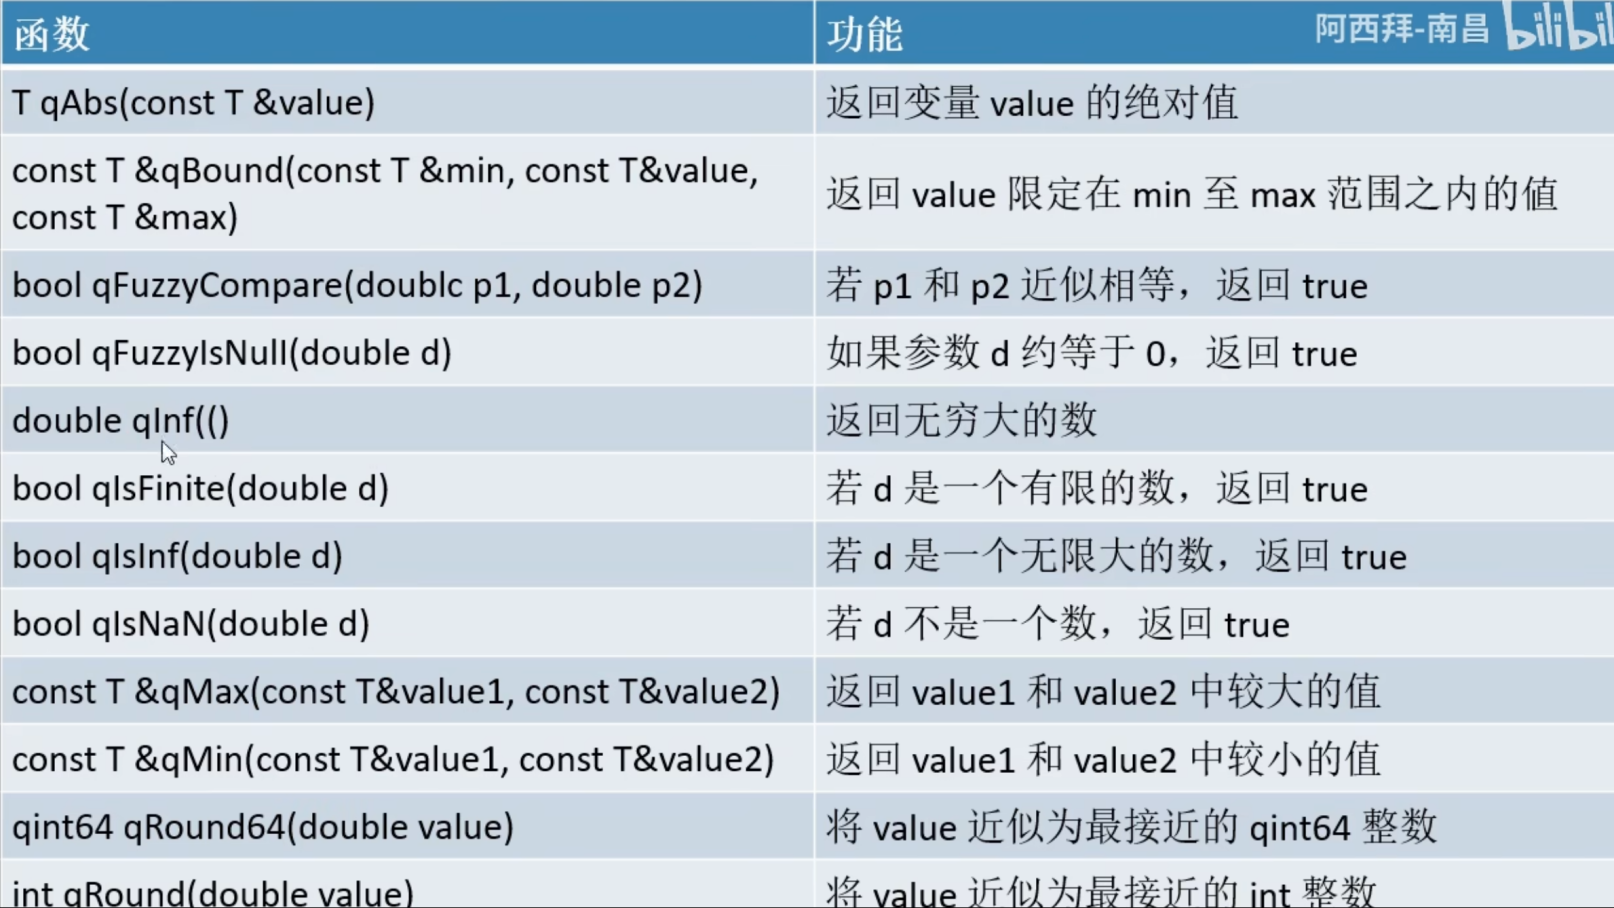 函数
功能
阿西拜-南昌 bilibil
T qAbs(const T &value)
返回变量 value 的绝对值
const T &qBound(const T &min, const T&value,
const T &max)
返回 value 限定在 min 至 max 范围之内的值
bool qFuzzyCompare(doublc p1, double p2)
若 p1 和 p2 近似相等，返回 true
bool qFuzzyIsNull(double d)
如果参数 d 约等于 0，返回 true
double qInf(()
返回无穷大的数
bool qIsFinite(double d)
若 d 是一个有限的数，返回 true
bool qIsInf(double d)
若 d 是一个无限大的数，返回 true
bool qIsNaN(double d)
若 d 不是一个数，返回 true
const T &qMax(const T&value1, const T&value2)
返回 value1 和 value2 中较大的值
const T &qMin(const T&value1, const T&value2)
返回 value1 和 value2 中较小的值
qint64 qRound64(double value)
将 value 近似为最接近的 qint64 整数
int qRound(double value)
将 value 近似为最接近的 int 整数